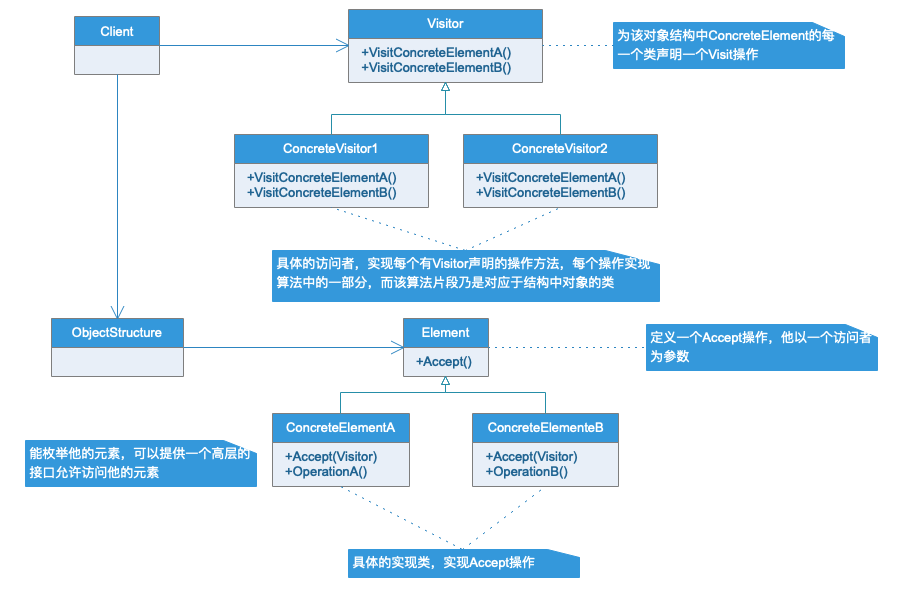 Client
Visitor
+VisitConcreteElementA()
+VisitConcreteElementB()
为该对象结构中ConcreteElement的每
一个类声明一个Visit操作
ConcreteVisitor1
+VisitConcreteElementA()
+VisitConcreteElementB()
ConcreteVisitor2
+VisitConcreteElementA()
+VisitConcreteElementB()
具体的访问者，实现每个有Visitor声明的操作方法，每个操作实现
算法中的一部分，而该算法片段乃是对应于结构中对象的类
ObjectStructure
Element
+Accept()
定义一个Accept操作，他以一个访问者
为参数
能枚举他的元素，可以提供一个高层的
接口允许访问他的元素
ConcreteElementA
+Accept(Visitor)
+OperationA()
ConcreteElementeB
+Accept(Visitor)
+OperationB()
具体的实现类，实现Accept操作